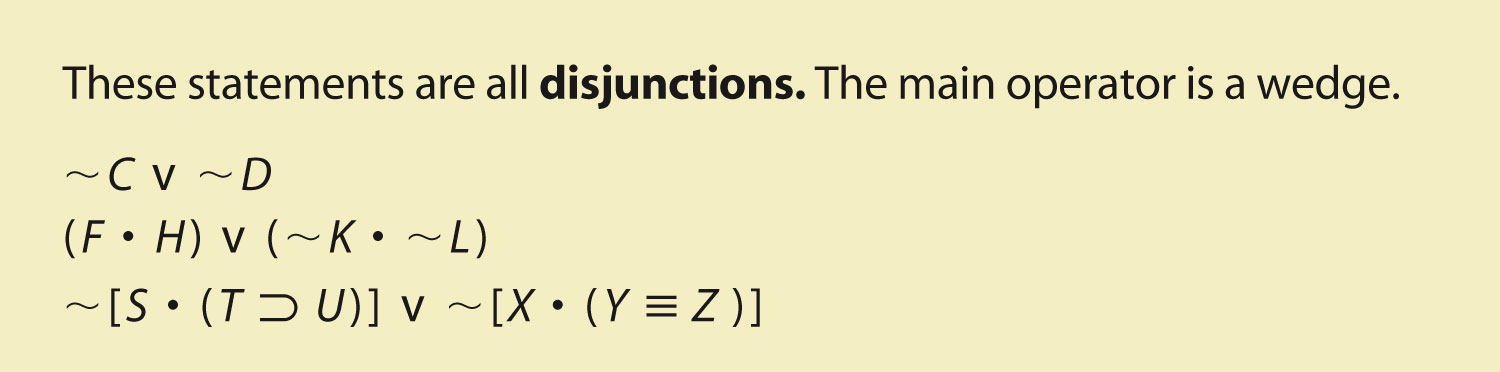 These statements are all disjunctions. The main operator is a wedge.
~C v ~D
(F • H) v (~K • ~L)
~[S • (T ⊃ U)] v ~[X • (Y ≡ Z )]